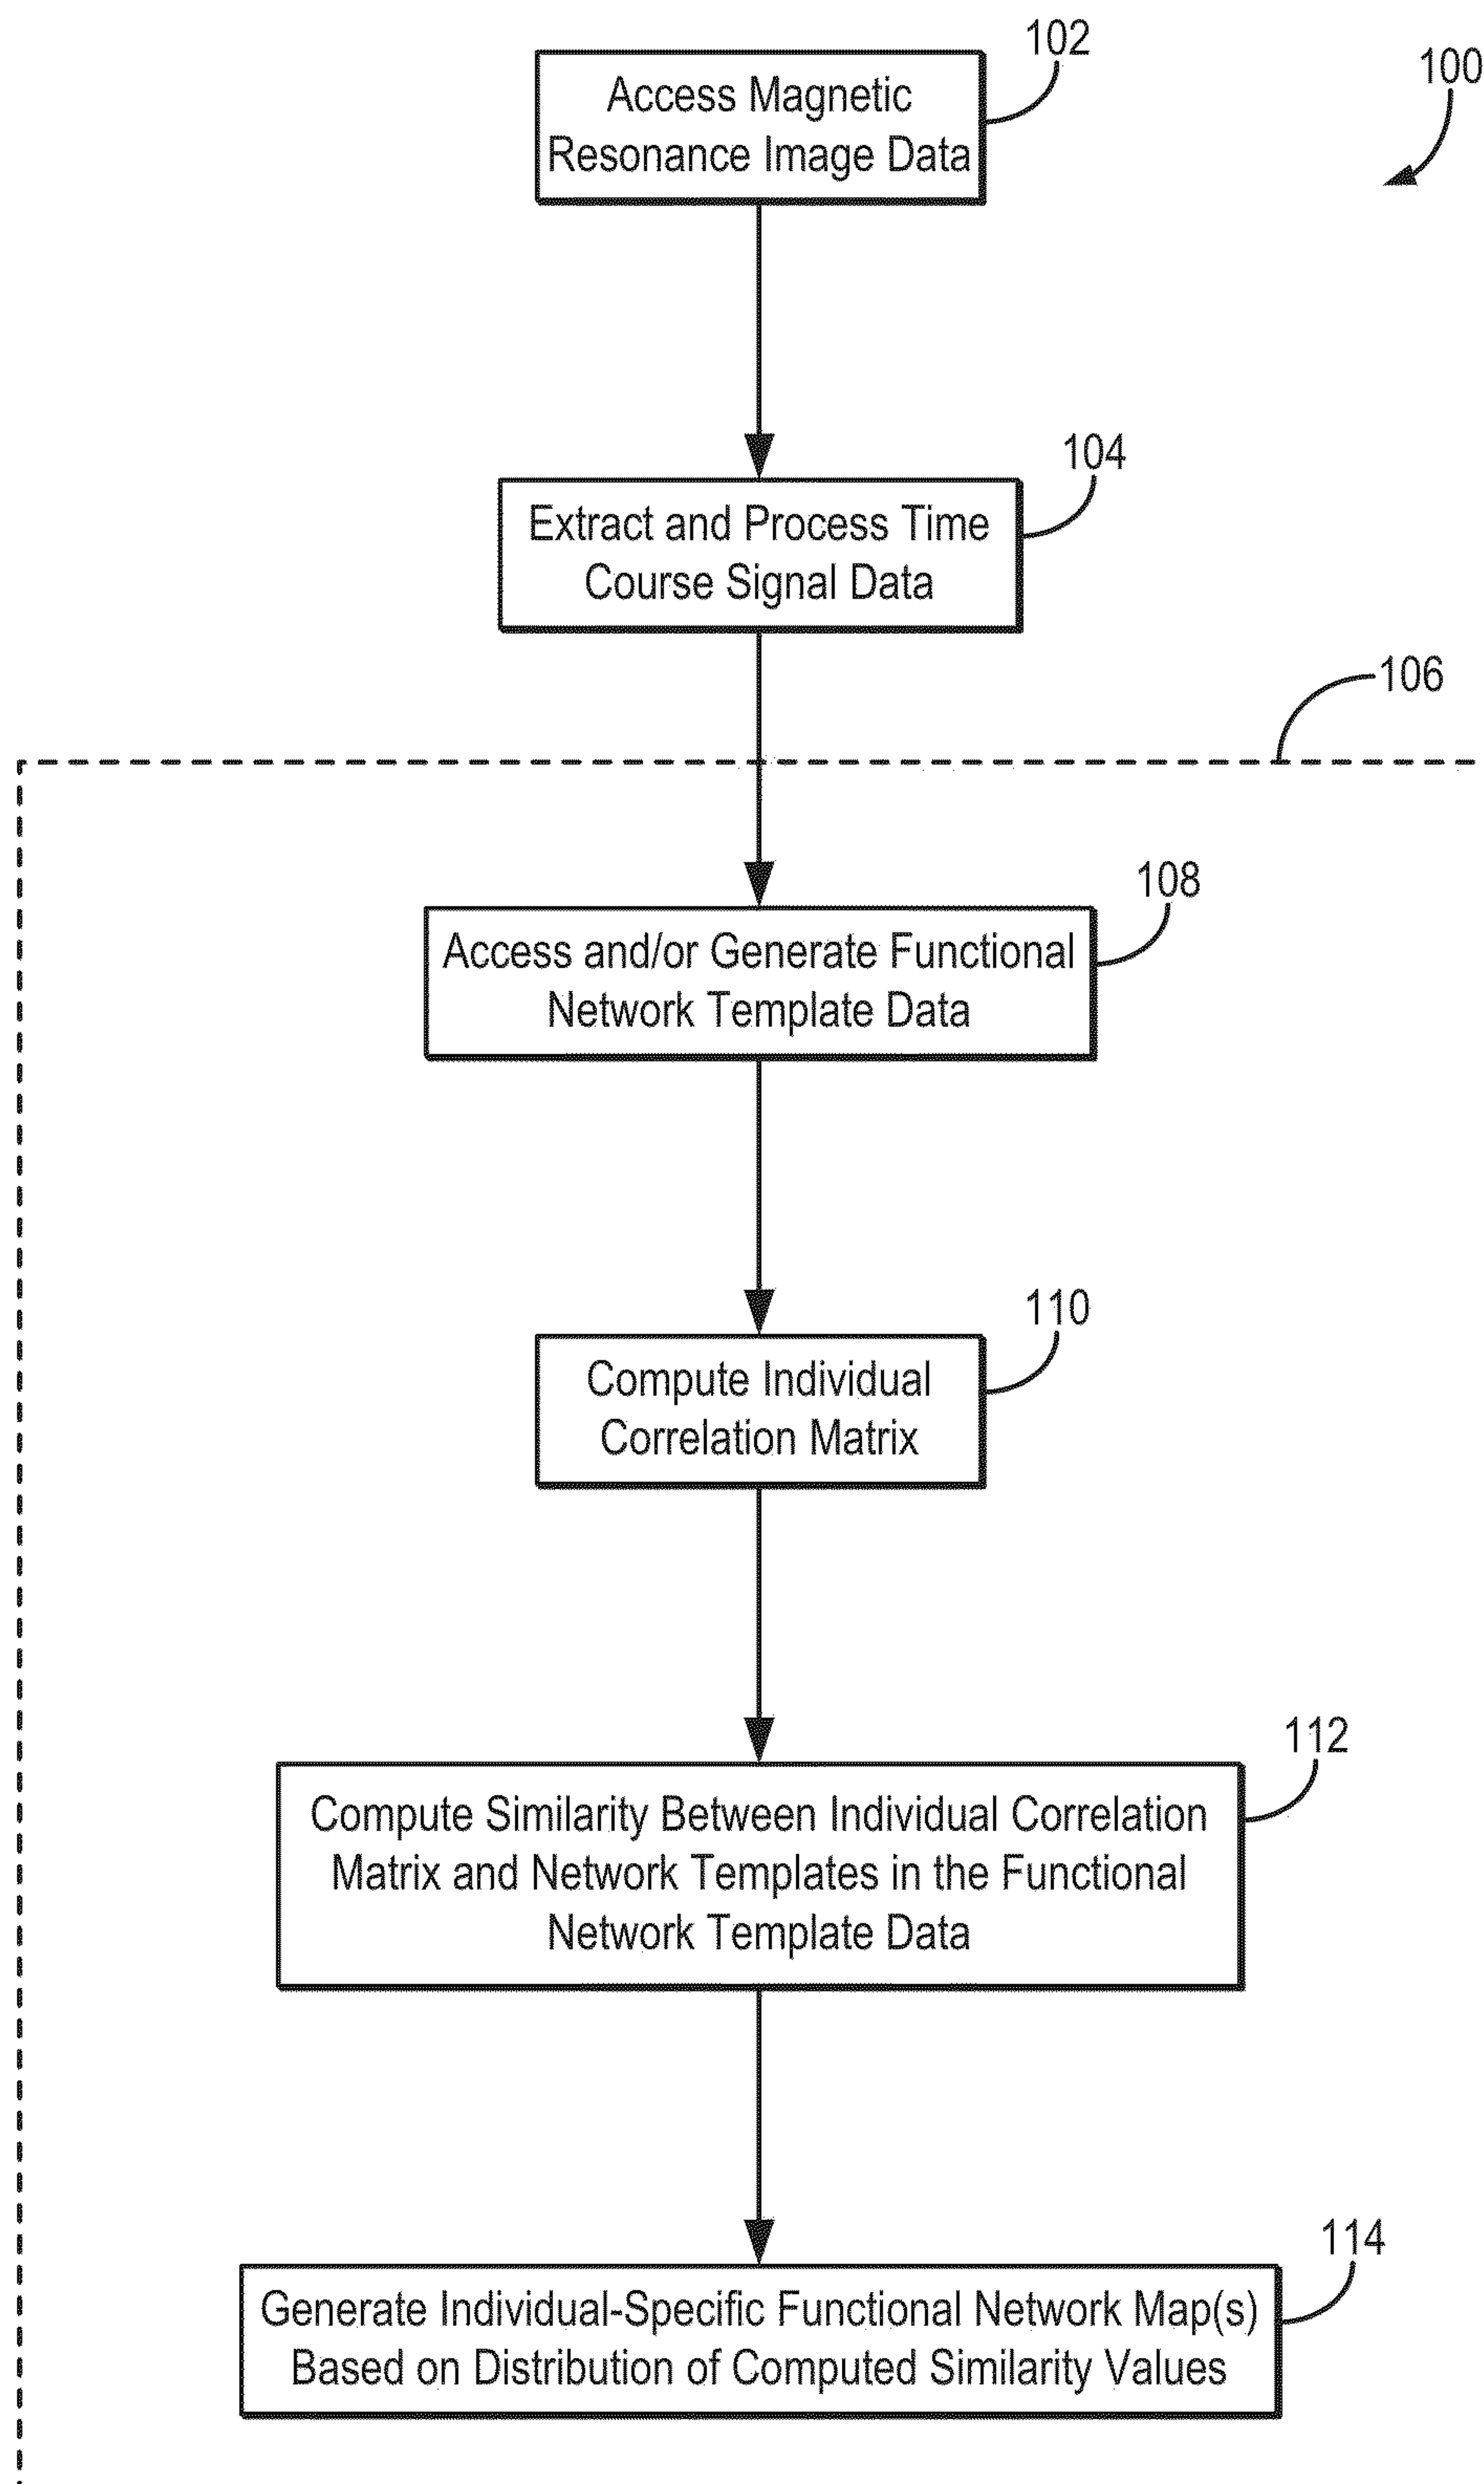 102
100
Access Magnetic
Resonance Image Data
104
Extract and Process Time
Course Signal Data
106
108
Access and/or Generate Functional
Network Template Data
110
Compute Individual
Correlation Matrix
112
Compute Similarity Between Individual Correlation
Matrix and Network Templates in the Functional
Network Template Data
114
Generate Individual-Specific Functional Network Map(s)
Based on Distribution of Computed Similarity Values